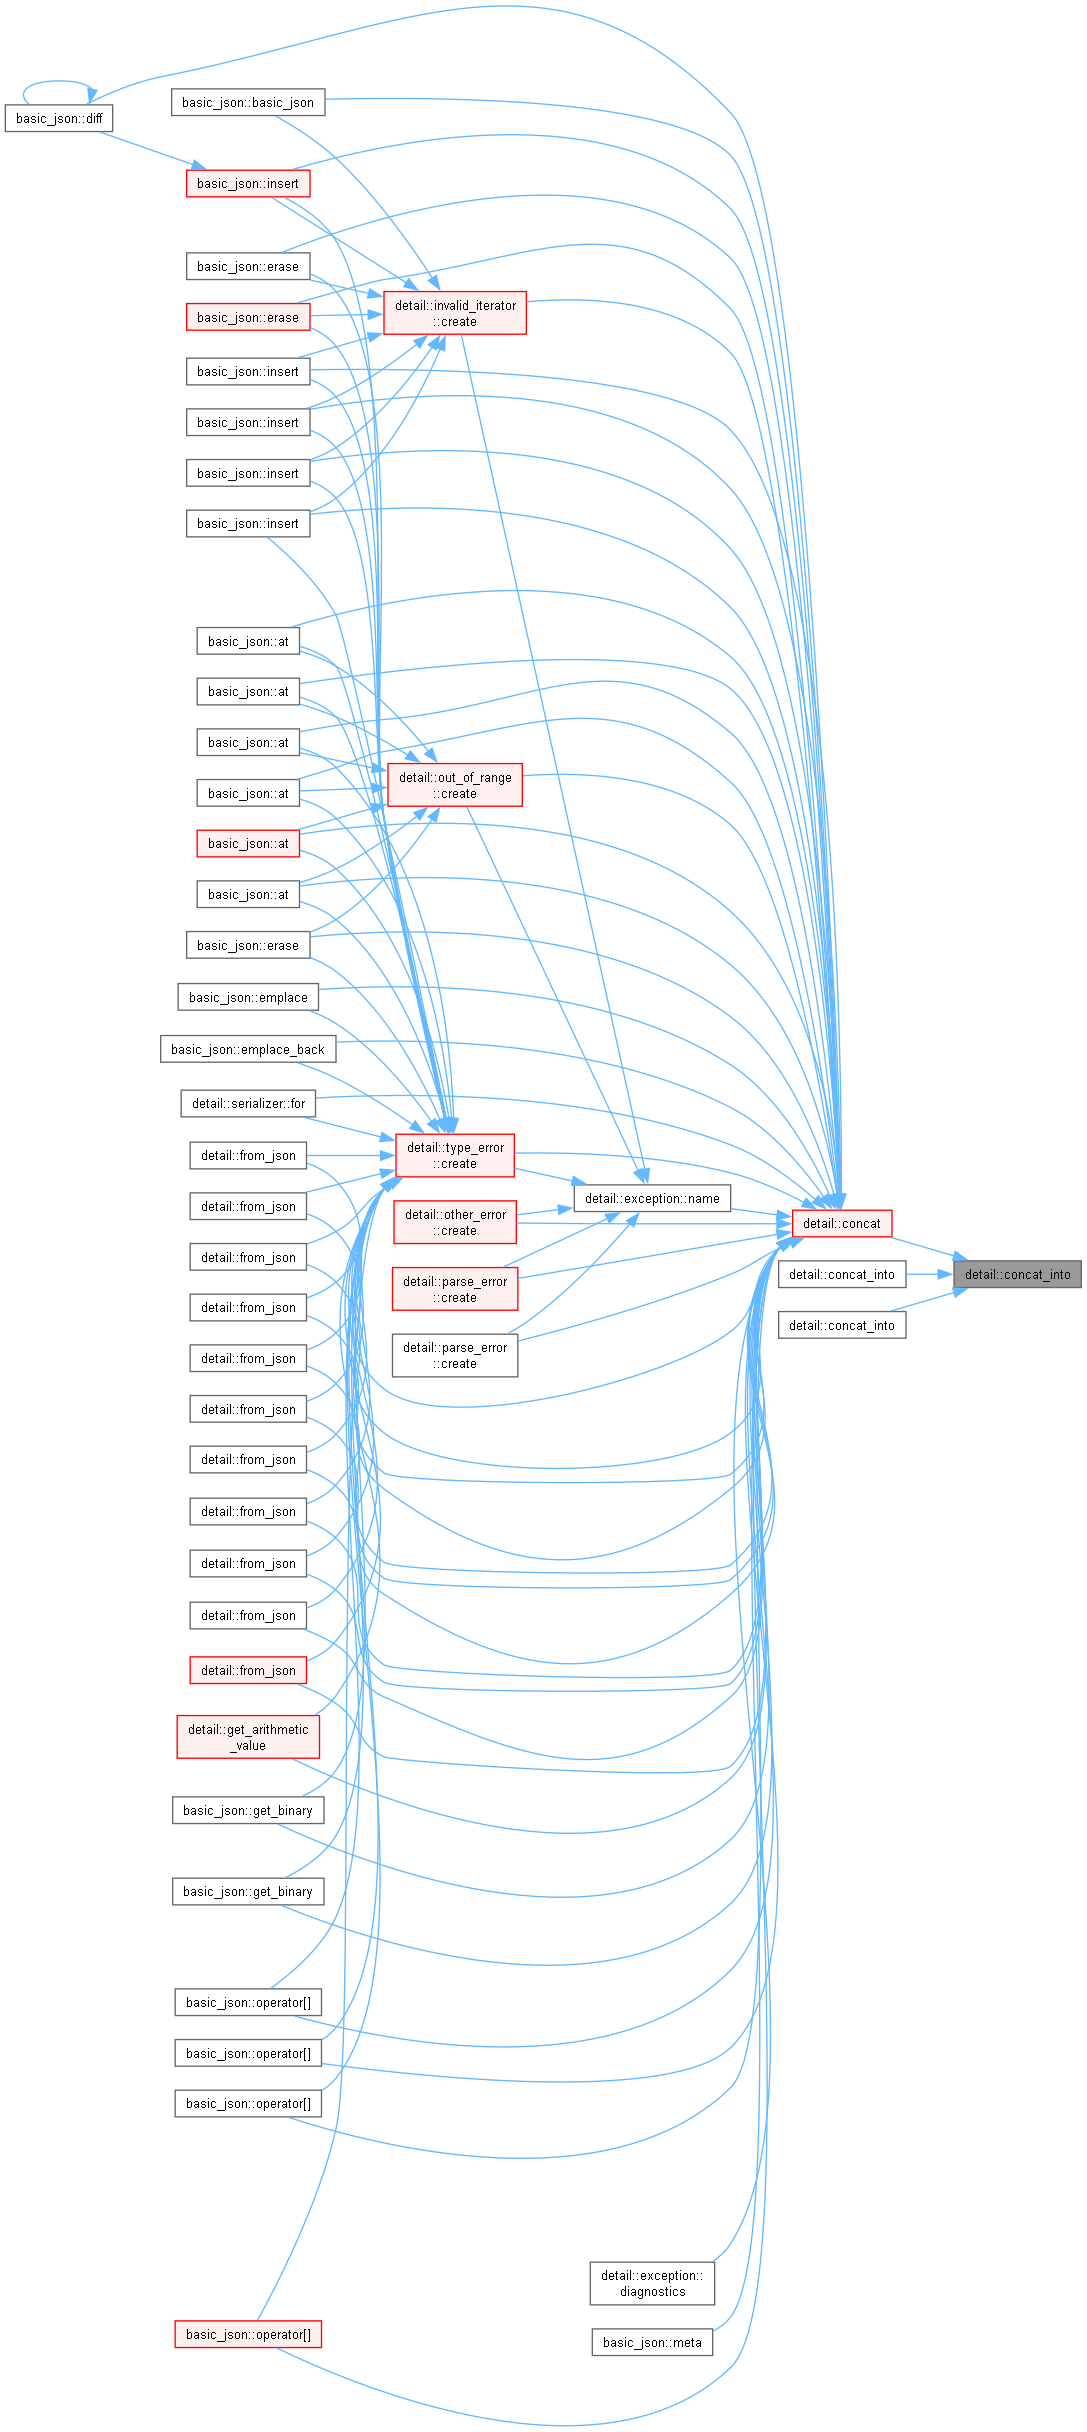 basic_json::diff
basic_json::basic_json
basic_json::insert
basic_json::erase
detail::invalid_iterator
::create
basic_json::erase
basic_json::insert
basic_json::insert
basic_json::insert
basic_json::insert
basic_json::at
basic_json::at
basic_json::at
detail::out_of_range
::create
basic_json::at
basic_json::at
basic_json::at
basic_json::erase
basic_json::emplace
basic_json::emplace_back
detail::serializer::for
detail::type_error
::create
detail::from_json
detail::exception::name
detail::from_json
detail::other_error
::create
detail::concat
detail::from_json
detail::parse_error
::create
detail::concat_into
detail::concat_into
detail::from_json
detail::concat_into
detail::parse_error
::create
detail::from_json
detail::from_json
detail::from_json
detail::from_json
detail::from_json
detail::from_json
detail::from_json
detail::get_arithmetic
_value
basic_json::get_binary
basic_json::get_binary
basic_json::operator[]
basic_json::operator[]
basic_json::operator[]
detail::exception::
diagnostics
basic_json::operator[]
basic_json::meta